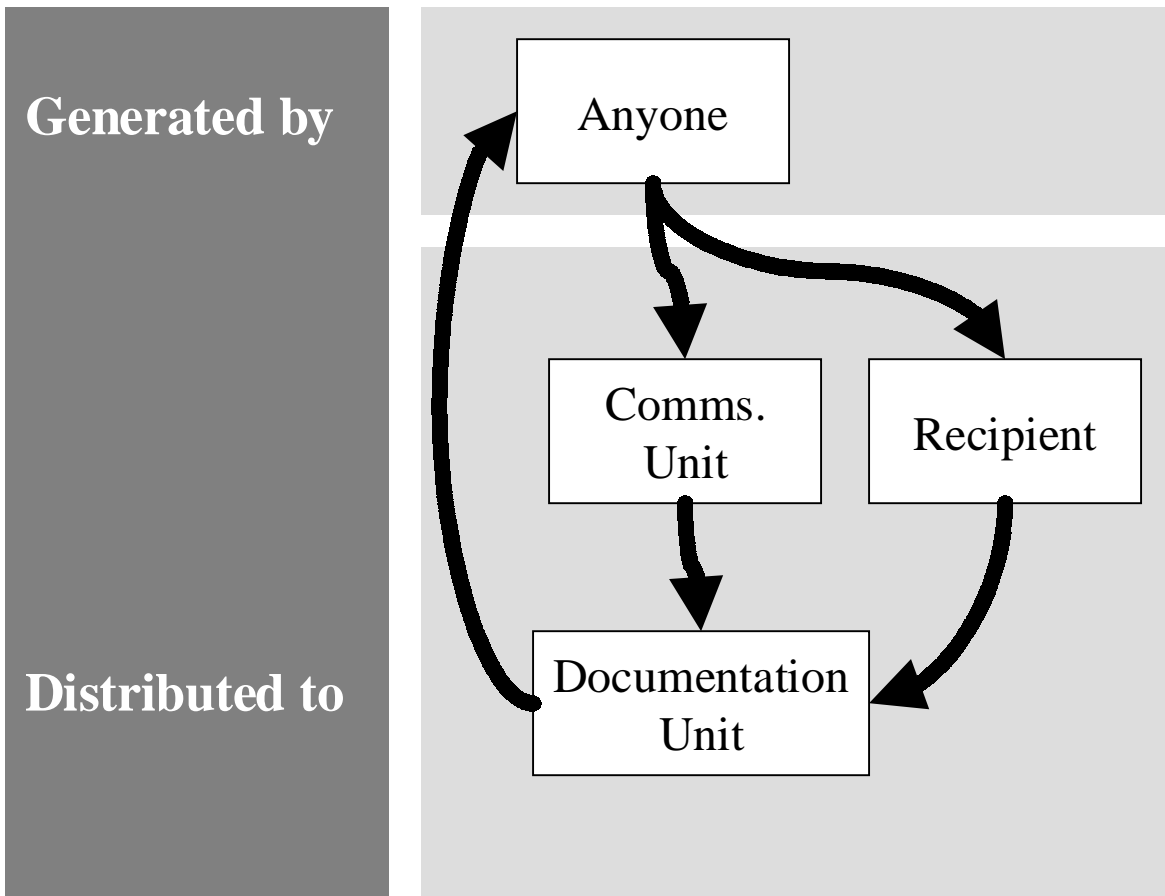 Generated by
Anyone
Comms.
Unit
Recipient
Distributed to
Documentation
Unit